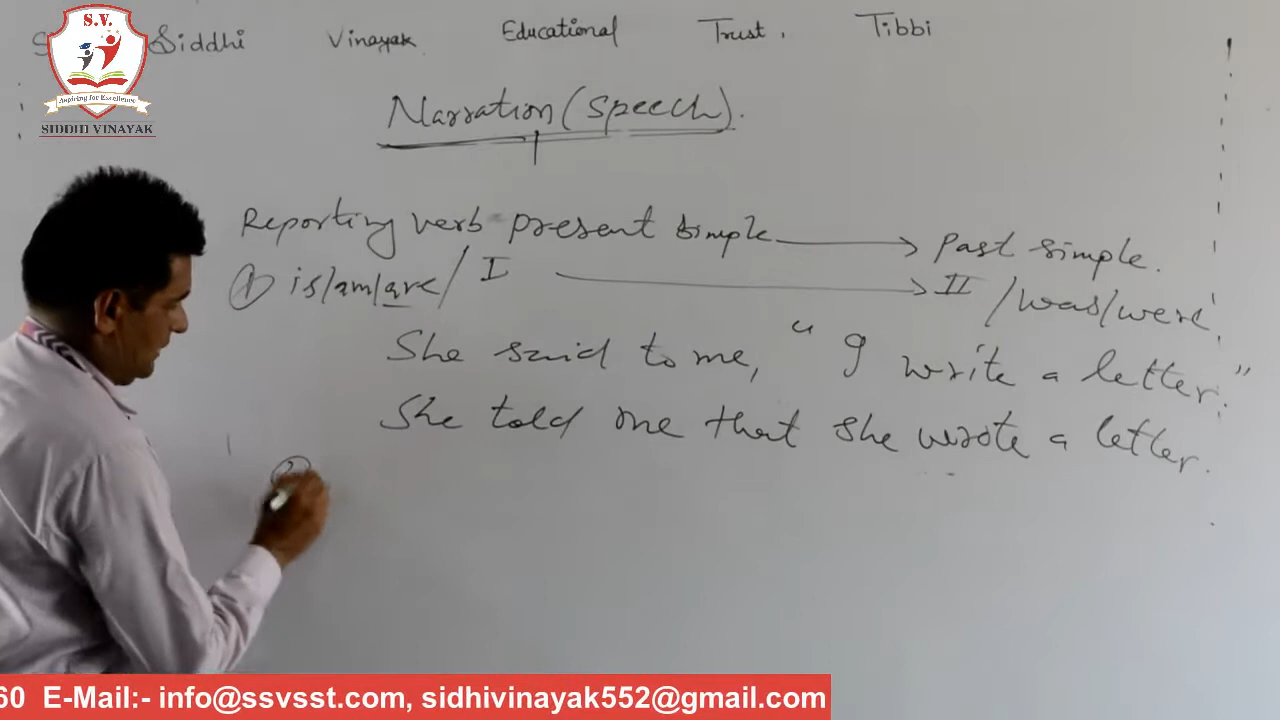 S.V.
Aspiring for Excellence
SIDDHI VINAYAK
Siddhi Vinayak Educational Trust, Tibbi
Narration (Speech).
Reporting verb present simple → Past simple.
① is/am/are/ I → II /was/were.
She said to me, "I write a letter."
She told me that she wrote a letter.
②
60 E-Mail:- info@ssvsst.com, sidhivinayak552@gmail.com